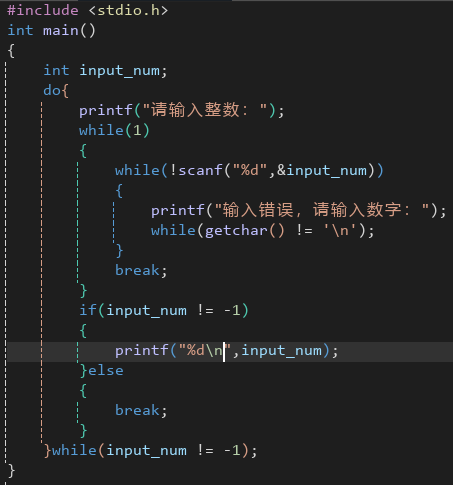 #include <stdio.h>
int main()
{
    int input_num;
    do{
        printf("请输入整数: ");
        while(1)
        {
            while(!scanf("%d",&input_num))
            {
                printf("输入错误, 请输入数字: ");
                while(getchar() != '\n');
            }
            break;
        }
        if(input_num != -1)
        {
            printf("%d\n",input_num);
        }else
        {
            break;
        }
    }while(input_num != -1);
}